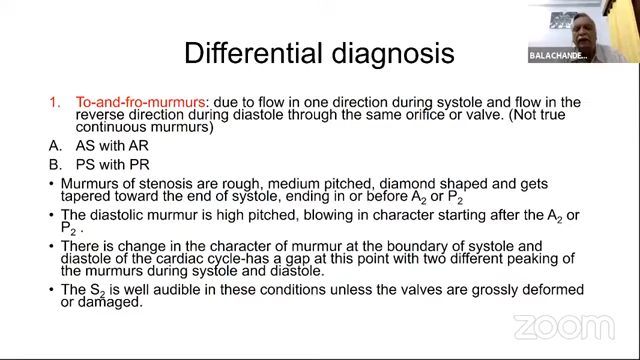 Differential diagnosis
BALACHANDE...
1. To-and-fro-murmurs: due to flow in one direction during systole and flow in the
reverse direction during diastole through the same orifice or valve. (Not true
continuous murmurs)
A. AS with AR
B. PS with PR
• Murmurs of stenosis are rough, medium pitched, diamond shaped and gets
tapered toward the end of systole, ending in or before A2 or P2
• The diastolic murmur is high pitched, blowing in character starting after the A2 or
P2 .
• There is change in the character of murmur at the boundary of systole and
diastole of the cardiac cycle-has a gap at this point with two different peaking of
the murmurs during systole and diastole.
• The S2 is well audible in these conditions unless the valves are grossly deformed
or damaged.
zoom